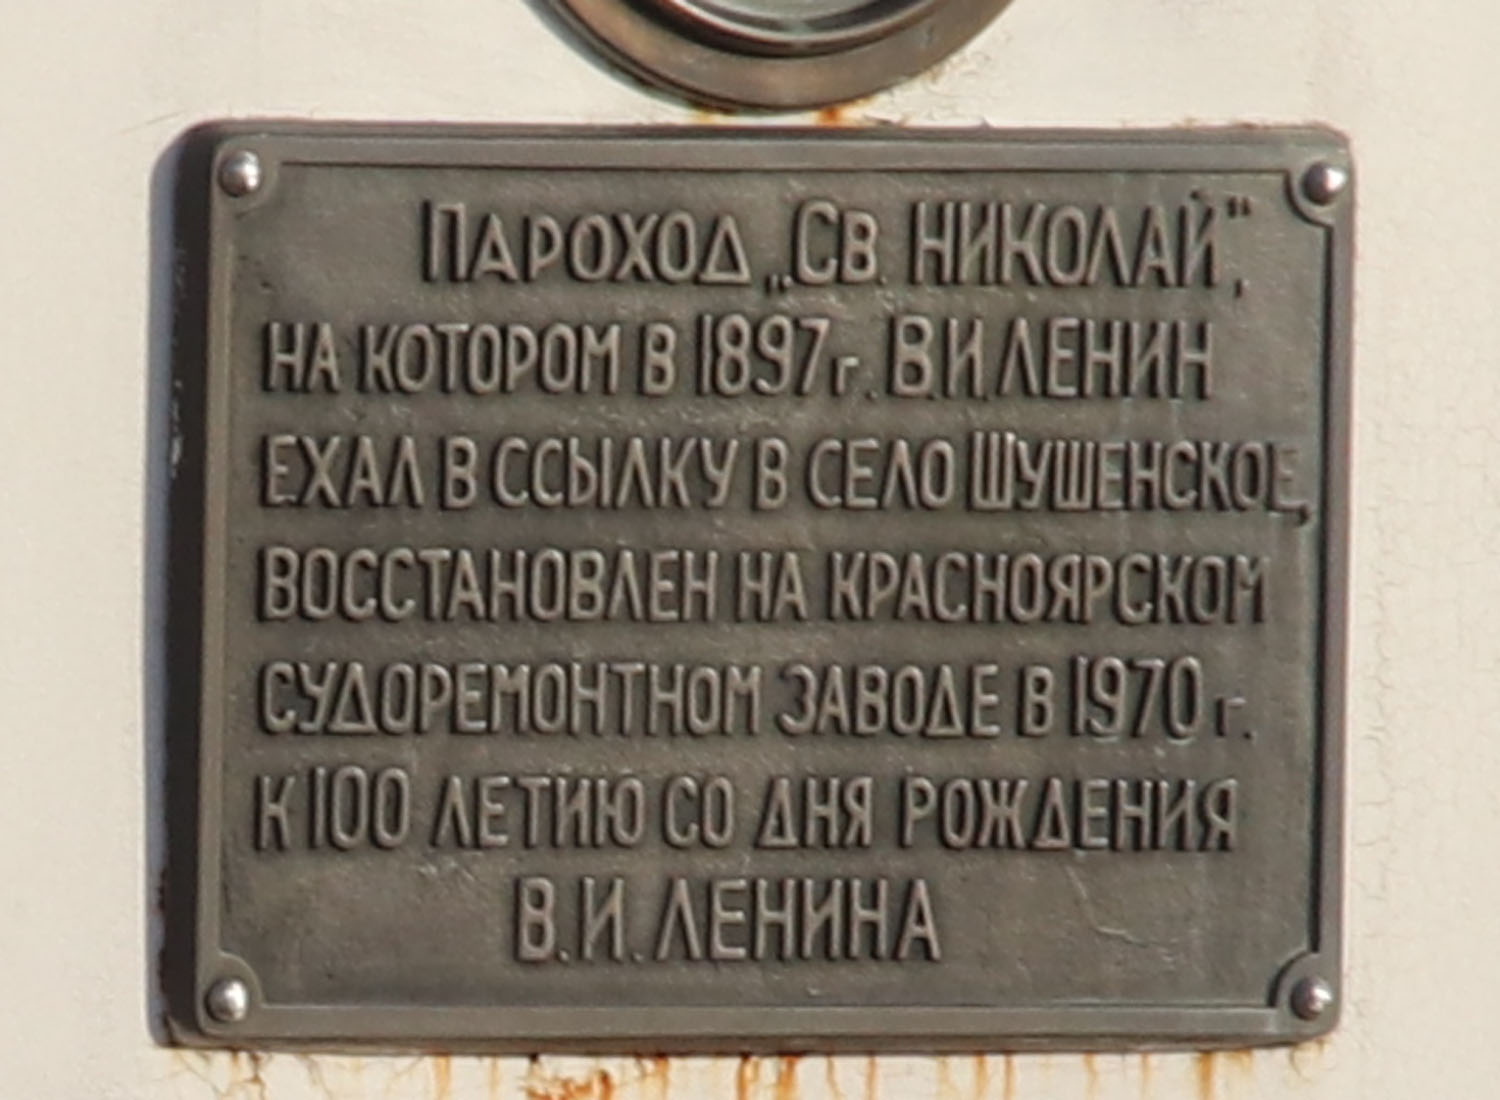 ПАРОХОД „СВ. НИКОЛАЙ“,
НА КОТОРОМ В 1897г. В.И.ЛЕНИН
ЕХАЛ В ССЫЛКУ В СЕЛО ШУШЕНСКОЕ,
ВОССТАНОВЛЕН НА КРАСНОЯРСКОМ
СУДОРЕМОНТНОМ ЗАВОДЕ В 1970 г.
К 100 ЛЕТИЮ СО ДНЯ РОЖДЕНИЯ
В.И.ЛЕНИНА